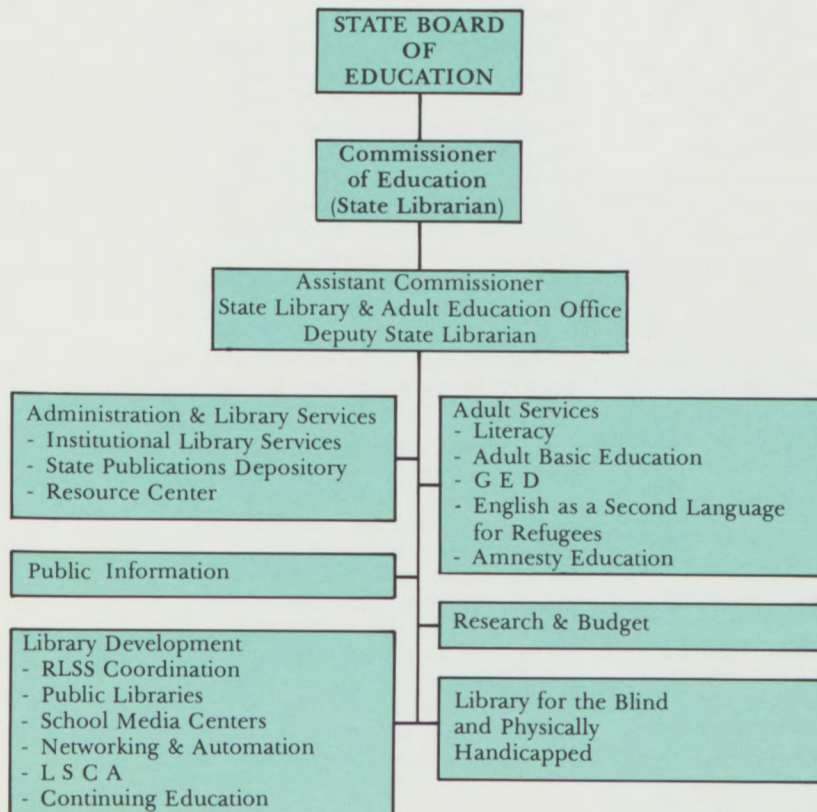 STATE BOARD
OF
EDUCATION
Commissioner
of Education
(State Librarian)
Assistant Commissioner
State Library & Adult Education Office
Deputy State Librarian
Administration & Library Services
- Institutional Library Services
- State Publications Depository
- Resource Center
Public Information
Library Development
- RLSS Coordination
- Public Libraries
- School Media Centers
- Networking & Automation
- L S C A
- Continuing Education
Adult Services
- Literacy
- Adult Basic Education
- G E D
- English as a Second Language
for Refugees
- Amnesty Education
Research & Budget
Library for the Blind
and Physically
Handicapped